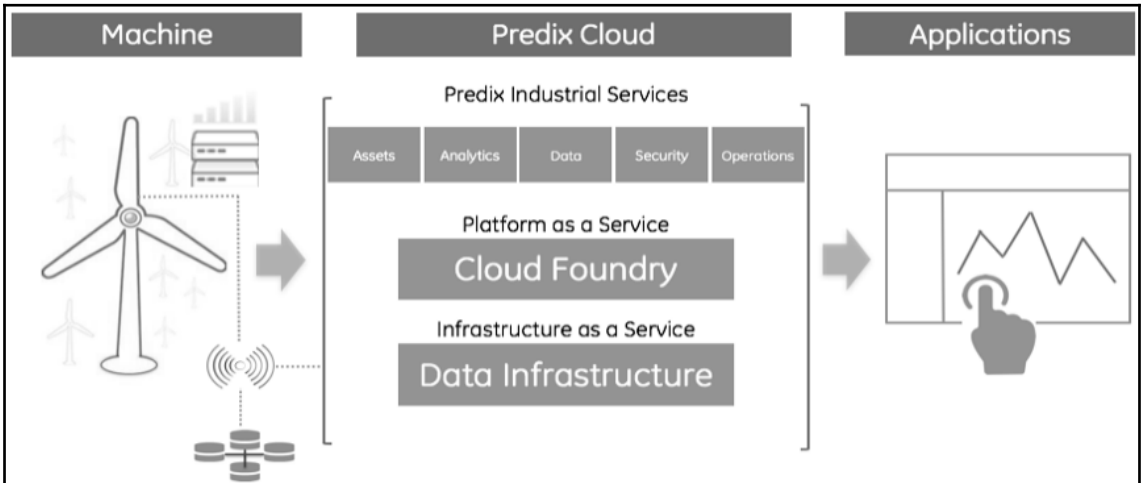 Machine
Predix Cloud
Applications
Predix Industrial Services
Assets
Analytics
Data
Security
Operations
Platform as a Service
Cloud Foundry
Infrastructure as a Service
Data Infrastructure